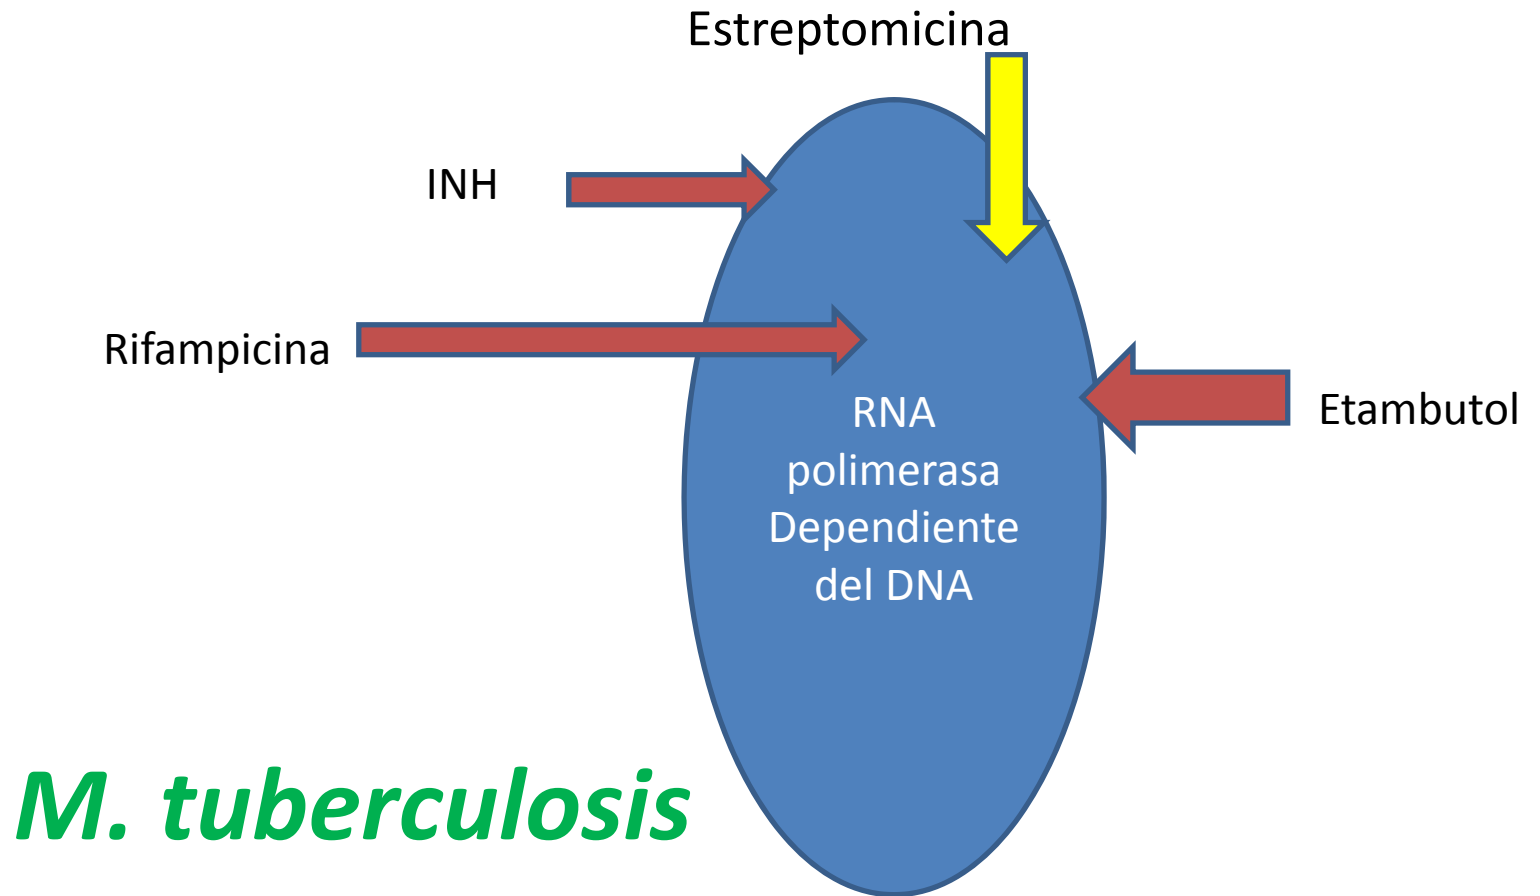 Estreptomicina
INH
Rifampicina
RNA
polimerasa
Dependiente
del DNA
Etambutol
M. tuberculosis